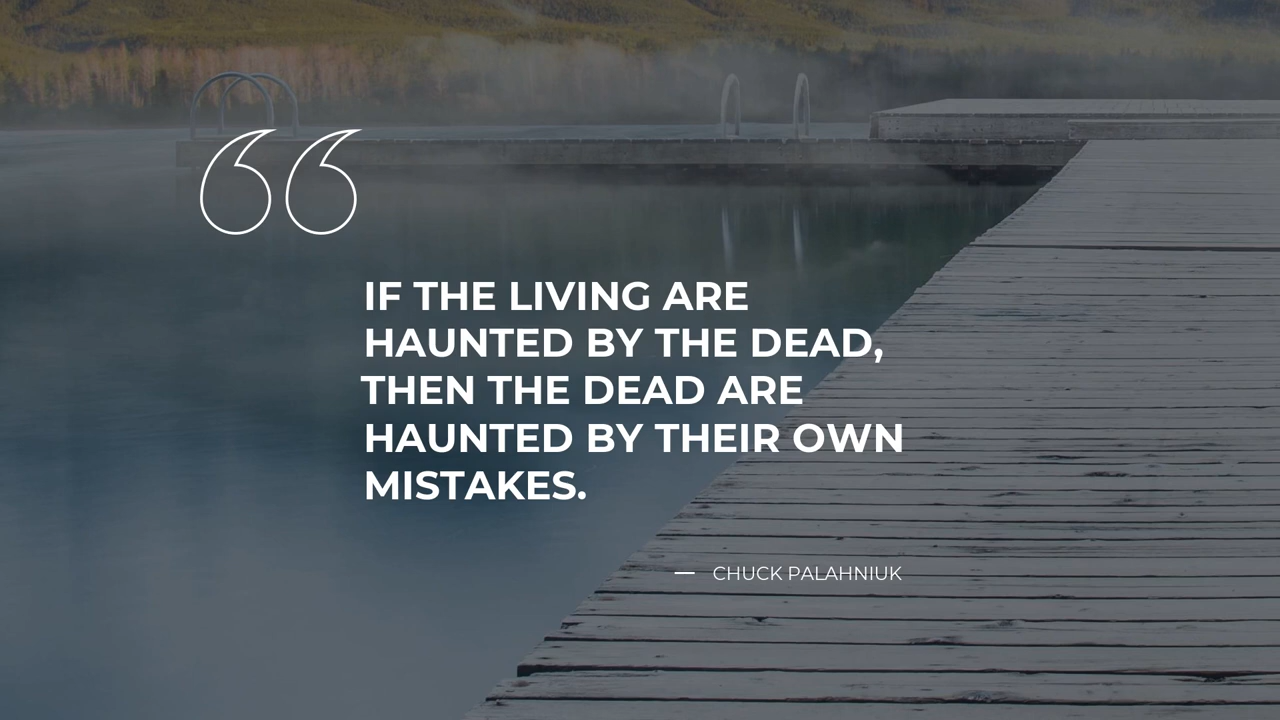 “
IF THE LIVING ARE
HAUNTED BY THE DEAD,
THEN THE DEAD ARE
HAUNTED BY THEIR OWN
MISTAKES.
— CHUCK PALAHNIUK